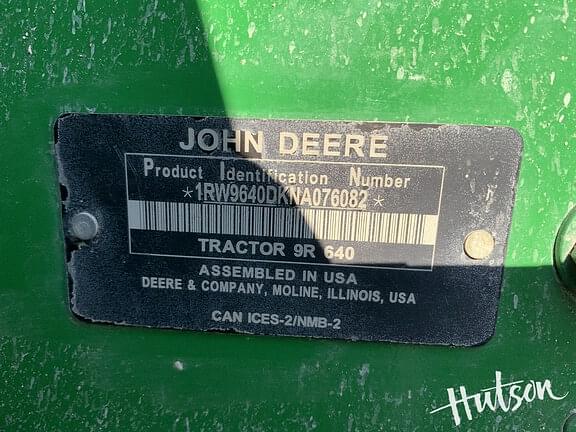 JOHN DEERE
Product Identification Number
*1RW9640DKNA076082*
TRACTOR 9R 640
ASSEMBLED IN USA
DEERE & COMPANY, MOLINE, ILLINOIS, USA
CAN ICES-2/NMB-2
Hutson